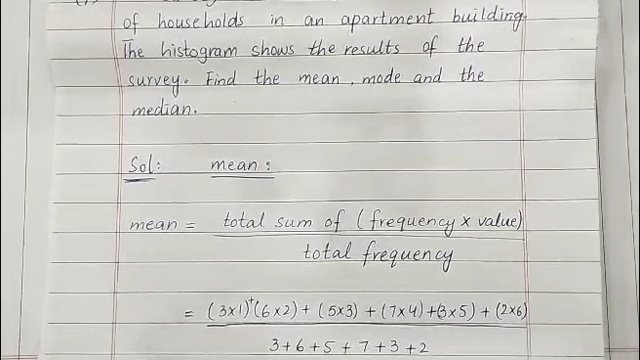 of households in an apartment building.
The histogram shows the results of the
survey. Find the mean, mode and the
median.
Sol: mean:
mean = total sum of (frequency x value)
total frequency
= (3x1)+(6x2) + (5x3) + (7x4) +(3x5) + (2x6)
3+6+5+7+3+2